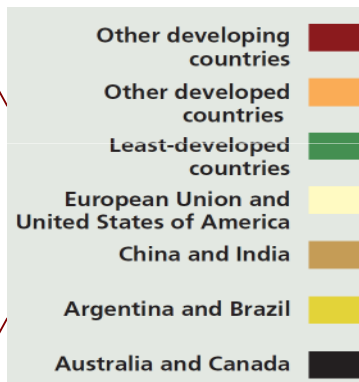 Other developing
countries
Other developed
countries
Least-developed
countries
European Union and
United States of America
China and India
Argentina and Brazil
Australia and Canada